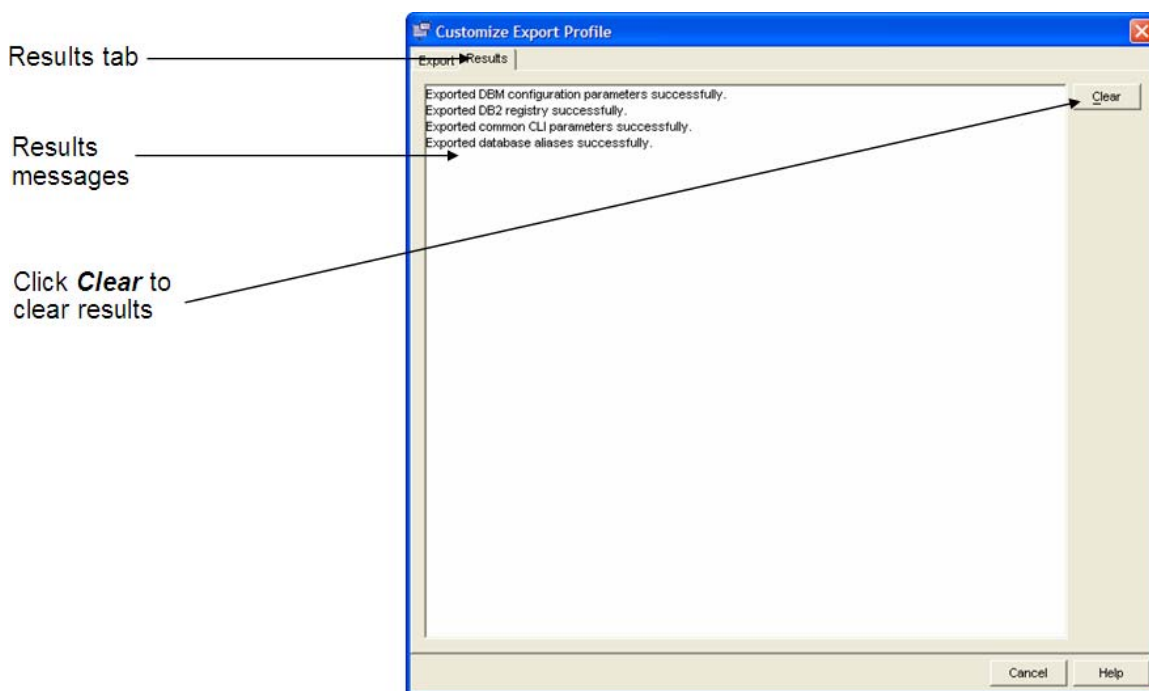 Customize Export Profile
Results tab
Export Results
Exported DBM configuration parameters successfully.
Exported DB2 registry successfully.
Exported common CLI parameters successfully.
Exported database aliases successfully.
Clear
Results
messages
Click Clear to
clear results
Cancel Help